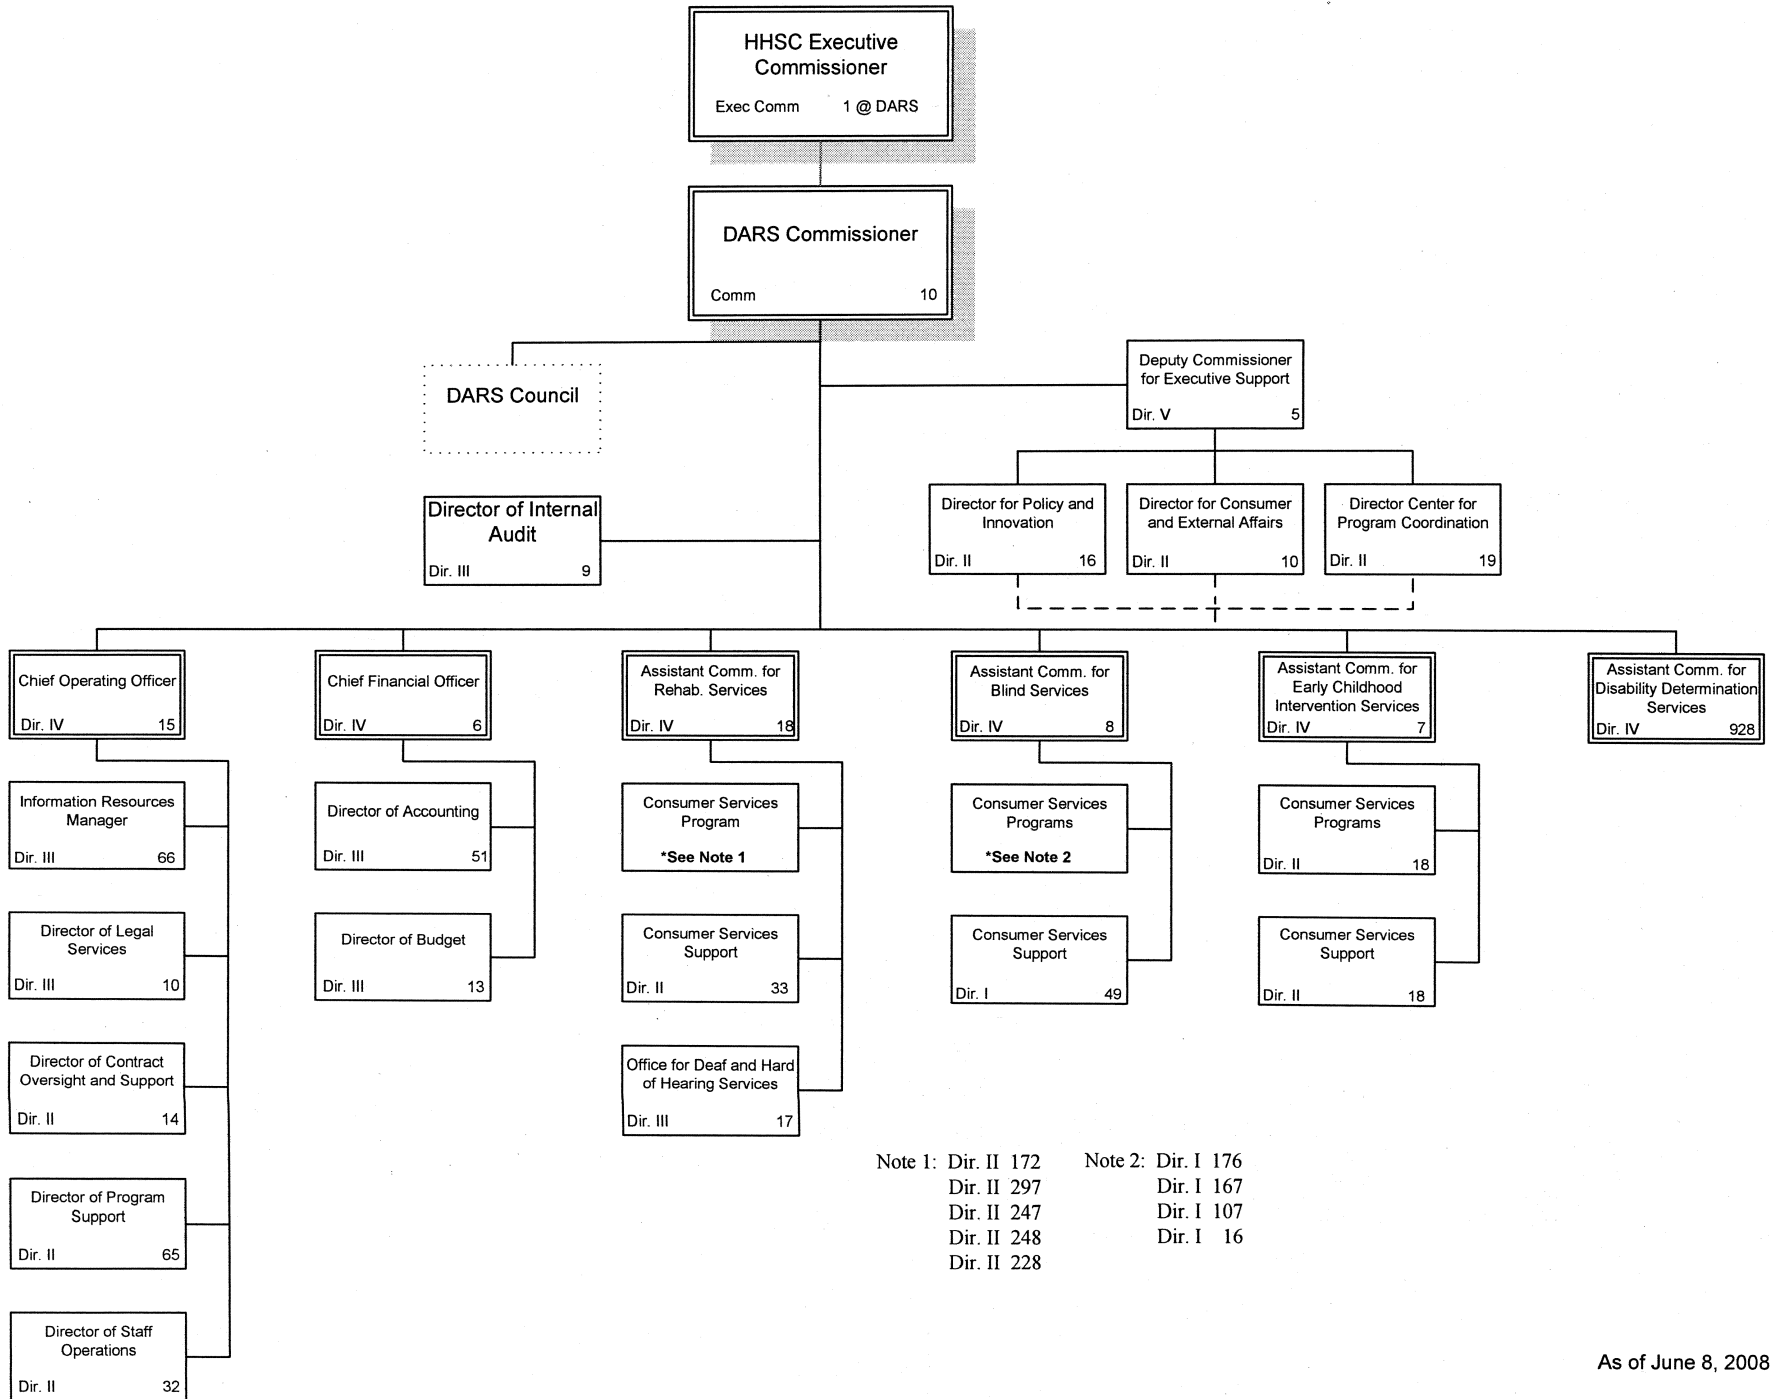 HHSC Executive
Commissioner
Exec Comm 1 @ DARS
DARS Commissioner
Comm 10
DARS Council
Deputy Commissioner
for Executive Support
Dir. V 5
Director of Internal
Audit
Dir. III 9
Director for Policy and
Innovation
Dir. II 16
Director for Consumer
and External Affairs
Dir. II 10
Director Center for
Program Coordination
Dir. II 19
Chief Operating Officer
Dir. IV 15
Information Resources
Manager
Dir. III 66
Director of Legal
Services
Dir. III 10
Director of Contract
Oversight and Support
Dir. II 14
Director of Program
Support
Dir. II 65
Director of Staff
Operations
Dir. II 32
Chief Financial Officer
Dir. IV 6
Director of Accounting
Dir. III 51
Director of Budget
Dir. III 13
Assistant Comm. for
Rehab. Services
Dir. IV 18
Consumer Services
Program
*See Note 1
Consumer Services
Support
Dir. II 33
Office for Deaf and Hard
of Hearing Services
Dir. III 17
Assistant Comm. for
Blind Services
Dir. IV 8
Consumer Services
Programs
*See Note 2
Consumer Services
Support
Dir. I 49
Assistant Comm. for
Early Childhood
Intervention Services
Dir. IV 7
Consumer Services
Programs
Dir. II 18
Consumer Services
Support
Dir. II 18
Assistant Comm. for
Disability Determination
Services
Dir. IV 928
Note 1: Dir. II 172
Dir. II 297
Dir. II 247
Dir. II 248
Dir. II 228
Note 2: Dir. I 176
Dir. I 167
Dir. I 107
Dir. I 16
As of June 8, 2008